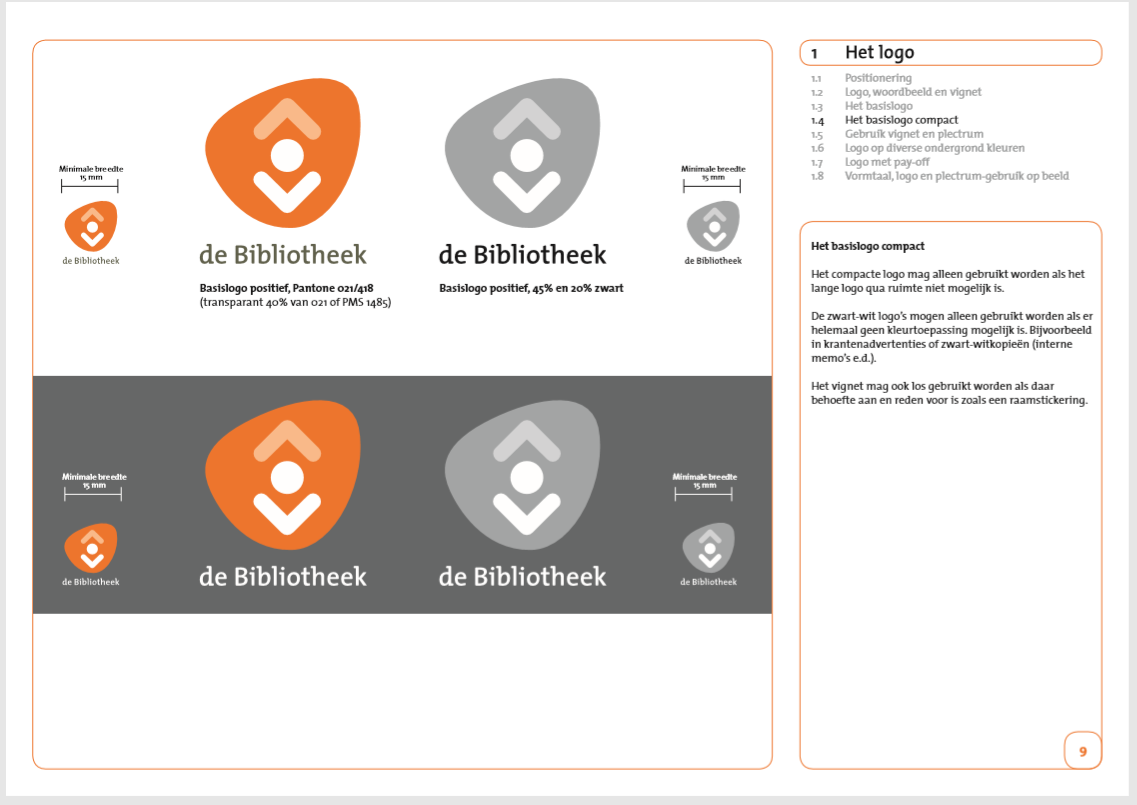 Minimale breedte
15 mm
de Bibliotheek
de Bibliotheek
Basislogo positief, Pantone 021/418
(transparant 40% van 021 of PMS 1485)
de Bibliotheek
Basislogo positief, 45% en 20% zwart
Minimale breedte
15 mm
de Bibliotheek
Minimale breedte
15 mm
de Bibliotheek
de Bibliotheek
de Bibliotheek
Minimale breedte
15 mm
de Bibliotheek
1 Het logo
1.1 Positionering
1.2 Logo, woordbeeld en vignet
1.3 Het basislogo
1.4 Het basislogo compact
1.5 Gebruik vignet en plectrum
1.6 Logo op diverse ondergrond kleuren
1.7 Logo met pay-off
1.8 Vormtaal, logo en plectrum-gebruik op beeld
Het basislogo compact
Het compacte logo mag alleen gebruikt worden als het
lange logo qua ruimte niet mogelijk is.
De zwart-wit logo's mogen alleen gebruikt worden als er
helemaal geen kleurtoepassing mogelijk is. Bijvoorbeeld
in krantenadvertenties of zwart-witkopieën (interne
memo's e.d.).
Het vignet mag ook los gebruikt worden als daar
behoefte aan en reden voor is zoals een raamstickering.
9